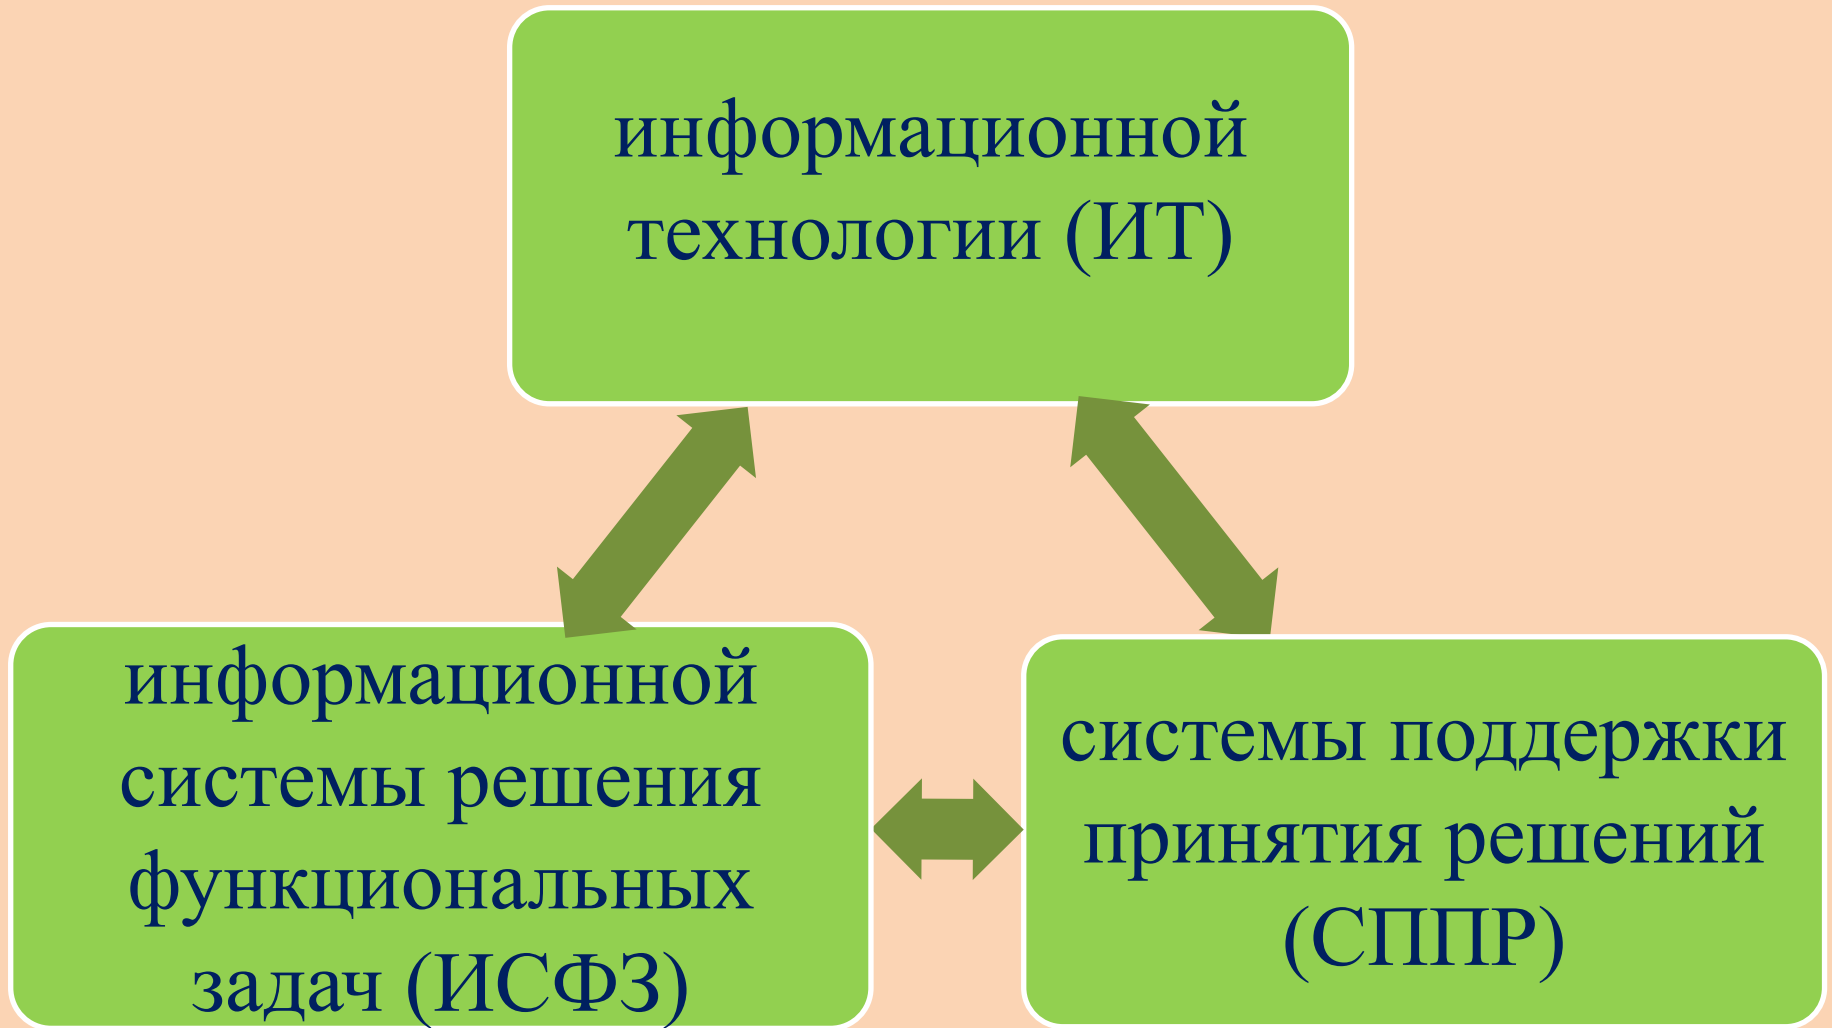 информационной
технологии (ИТ)
информационной
системы решения
функциональных
задач (ИСФЗ)
системы поддержки
принятия решений
(СППР)